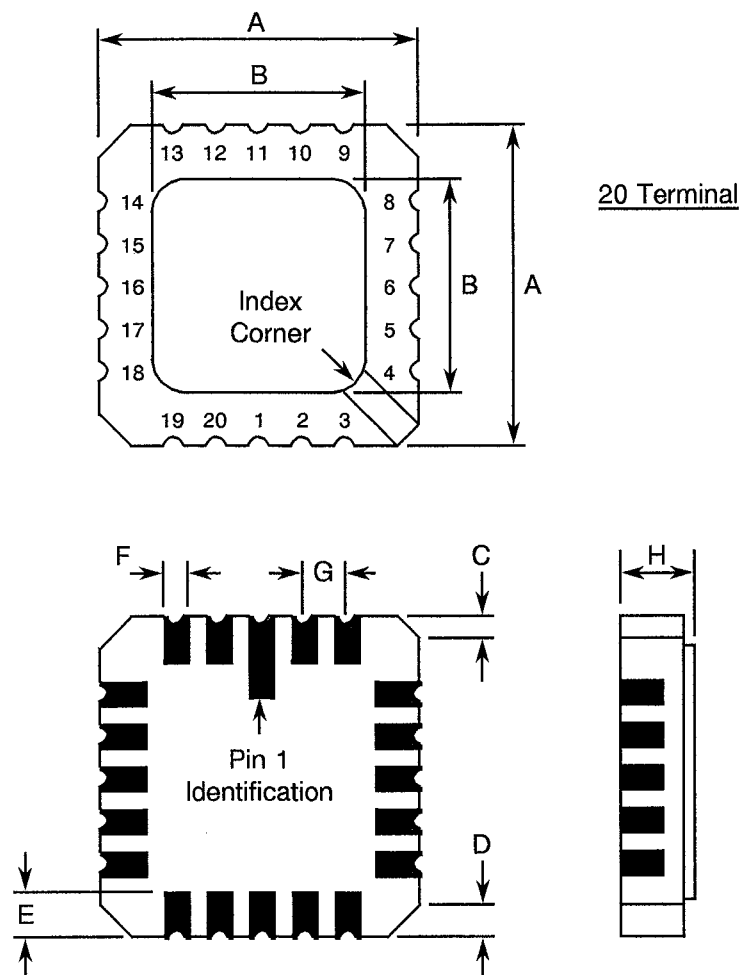 A
B
13 12 11 10 9
20 Terminal
14 8
15 7
16 6
17 5
18 4
B
A
Index
Corner
19 20 1 2 3
F
G
C
H
Pin 1
Identification
D
E